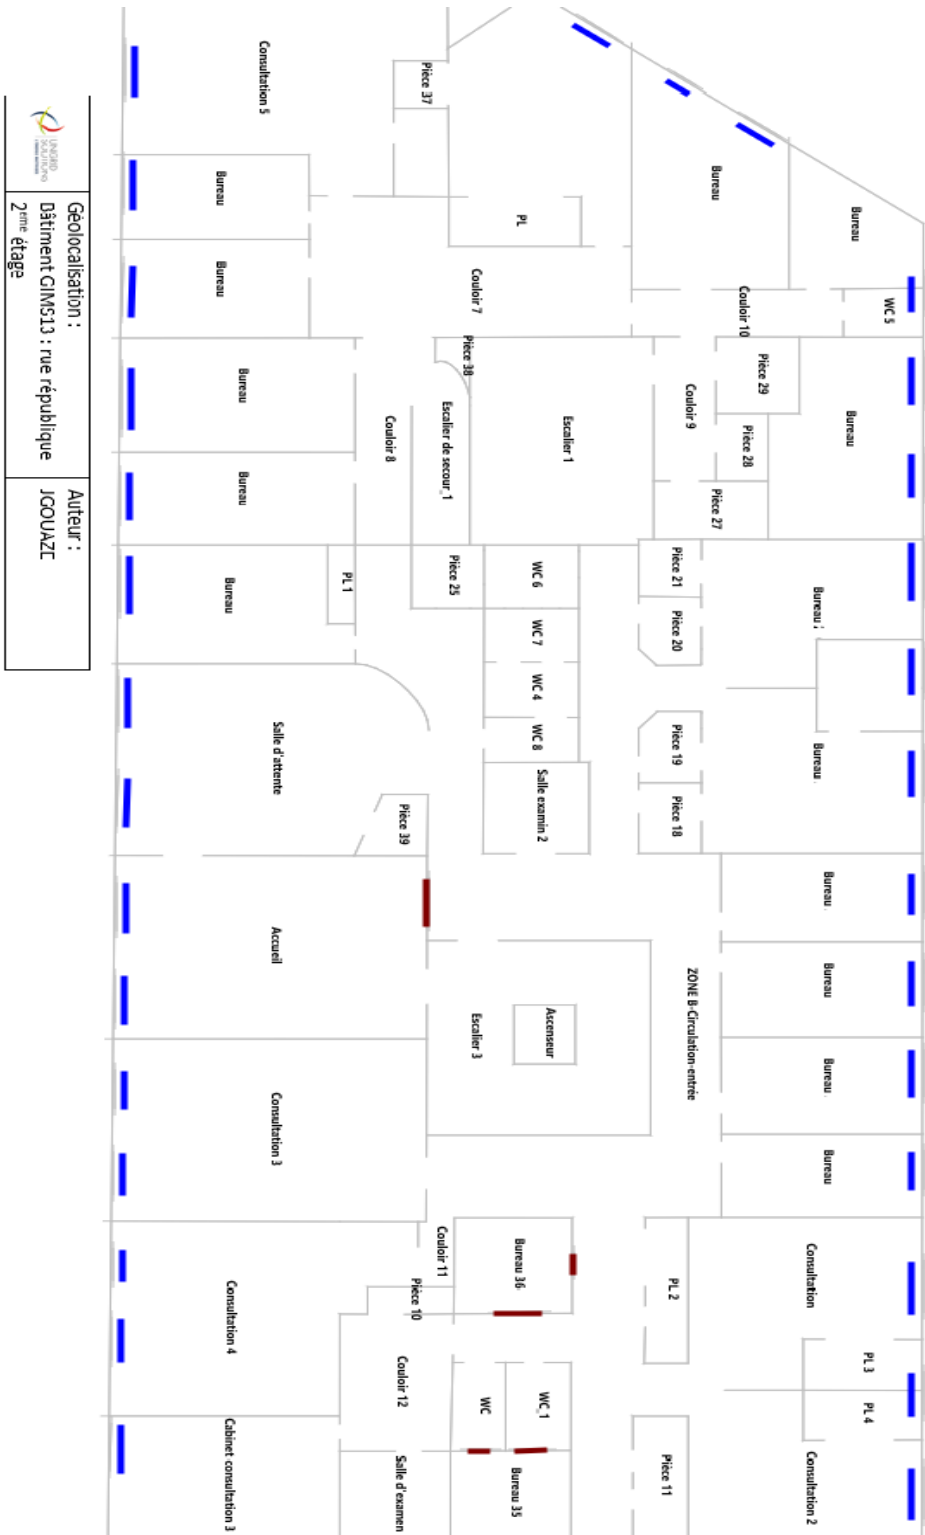 UNIGRID
SOLUTIONS
Géolocalisation :
Bâtiment GIMS13 : rue république
2ème étage
Auteur :
JGOUAZE
Consultation 5
Pièce 37
Bureau
Bureau
Bureau
PL
Bureau
Couloir 7
Couloir 10
WC 5
Bureau
Couloir 8
Pièce 38
Escalier de secour_1
Escalier 1
Couloir 9
Pièce 29
Pièce 28
Pièce 27
Bureau
Bureau
Bureau
Bureau
PL 1
Pièce 25
WC 6
WC 7
WC 4
WC 8
Pièce 21
Pièce 20
Bureau
Pièce 19
Pièce 18
Bureau
Salle d'attente
Pièce 39
Salle examin 2
Accueil
Escalier 3
Ascenseur
ZONE B-Circulation-entrée
Bureau
Bureau
Bureau
Bureau
Consultation 3
Couloir 11
Bureau 36
PL 2
Consultation
Consultation 4
Pièce 10
PL 3
PL 4
Couloir 12
WC
WC_1
Cabinet consultation 3
Salle d'examen
Bureau 35
Pièce 11
Consultation 2